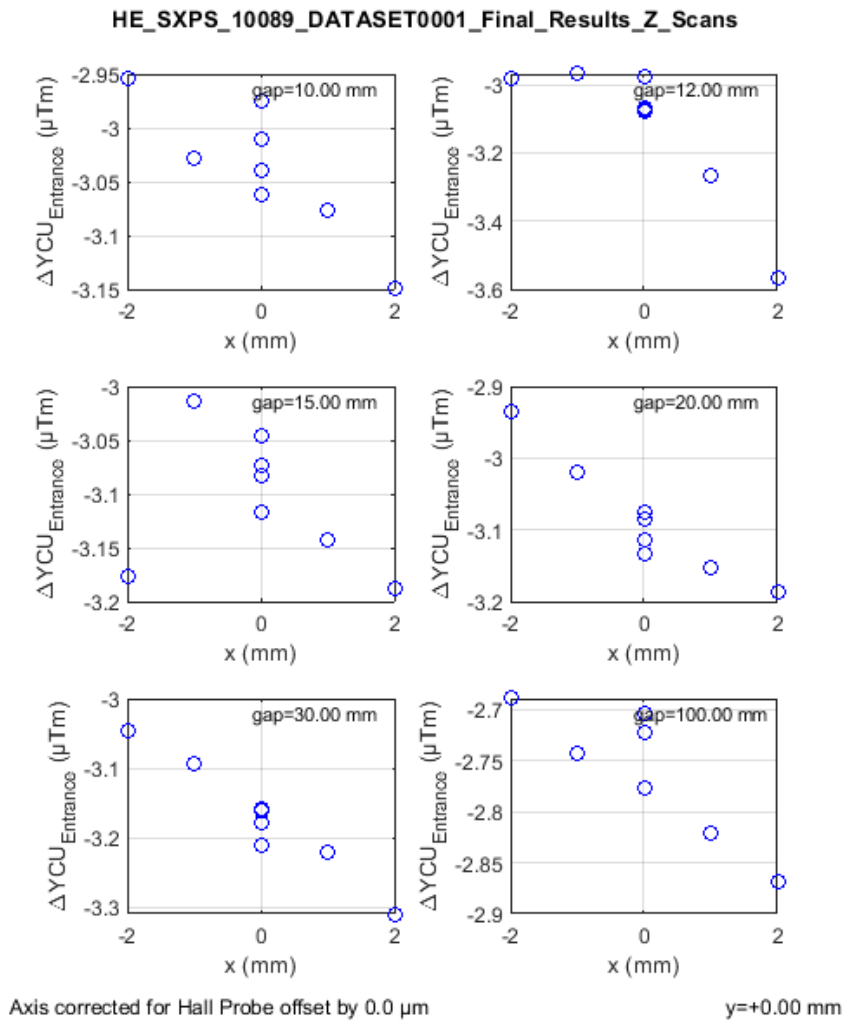 HE_SXPS_10089_DATASET0001_Final_Results_Z_Scans
gap=10.00 mm
ΔYCU_Entrance (µTm)
-2.95
-3
-3.05
-3.1
-3.15
-2
0
2
x (mm)
gap=12.00 mm
ΔYCU_Entrance (µTm)
-3
-3.2
-3.4
-3.6
-2
0
2
x (mm)
gap=15.00 mm
ΔYCU_Entrance (µTm)
-3
-3.05
-3.1
-3.15
-3.2
-2
0
2
x (mm)
gap=20.00 mm
ΔYCU_Entrance (µTm)
-2.9
-3
-3.1
-3.2
-2
0
2
x (mm)
gap=30.00 mm
ΔYCU_Entrance (µTm)
-3
-3.1
-3.2
-3.3
-2
0
2
x (mm)
gap=100.00 mm
ΔYCU_Entrance (µTm)
-2.7
-2.75
-2.8
-2.85
-2.9
-2
0
2
x (mm)
Axis corrected for Hall Probe offset by 0.0 µm
y=+0.00 mm